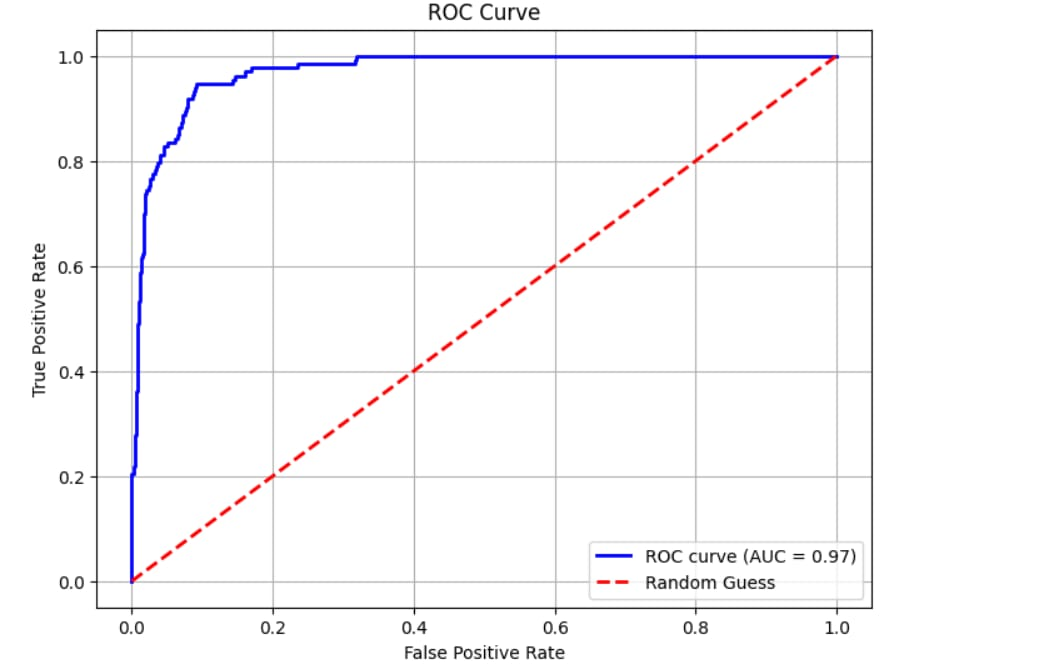 ROC Curve
1.0
0.8
0.6
0.4
0.2
0.0
True Positive Rate
ROC curve (AUC = 0.97)
Random Guess
0.0 0.2 0.4 0.6 0.8 1.0
False Positive Rate